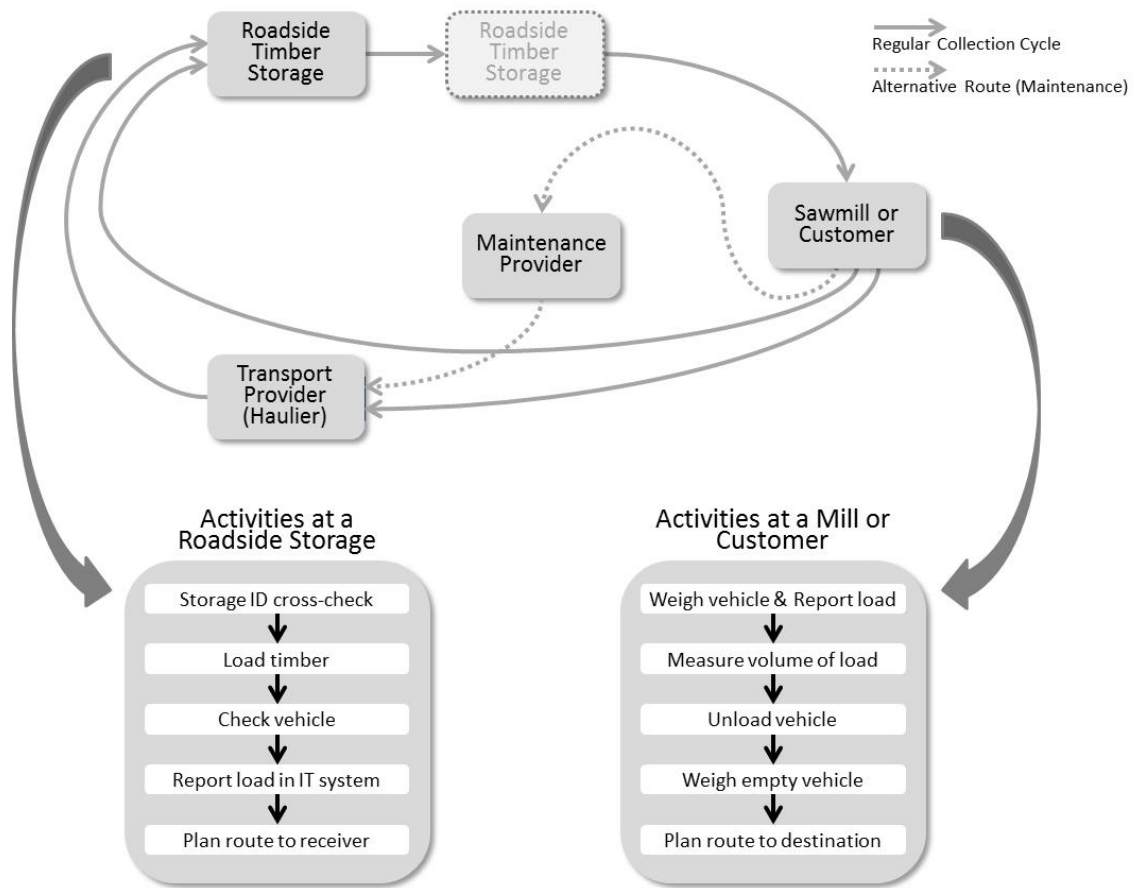 Roadside
Timber
Storage
Roadside
Timber
Storage
Regular Collection Cycle
Alternative Route (Maintenance)
Sawmill or
Customer
Maintenance
Provider
Transport
Provider
(Haulier)
Activities at a
Roadside Storage
Storage ID cross-check
Load timber
Check vehicle
Report load in IT system
Plan route to receiver
Activities at a Mill or
Customer
Weigh vehicle & Report load
Measure volume of load
Unload vehicle
Weigh empty vehicle
Plan route to destination